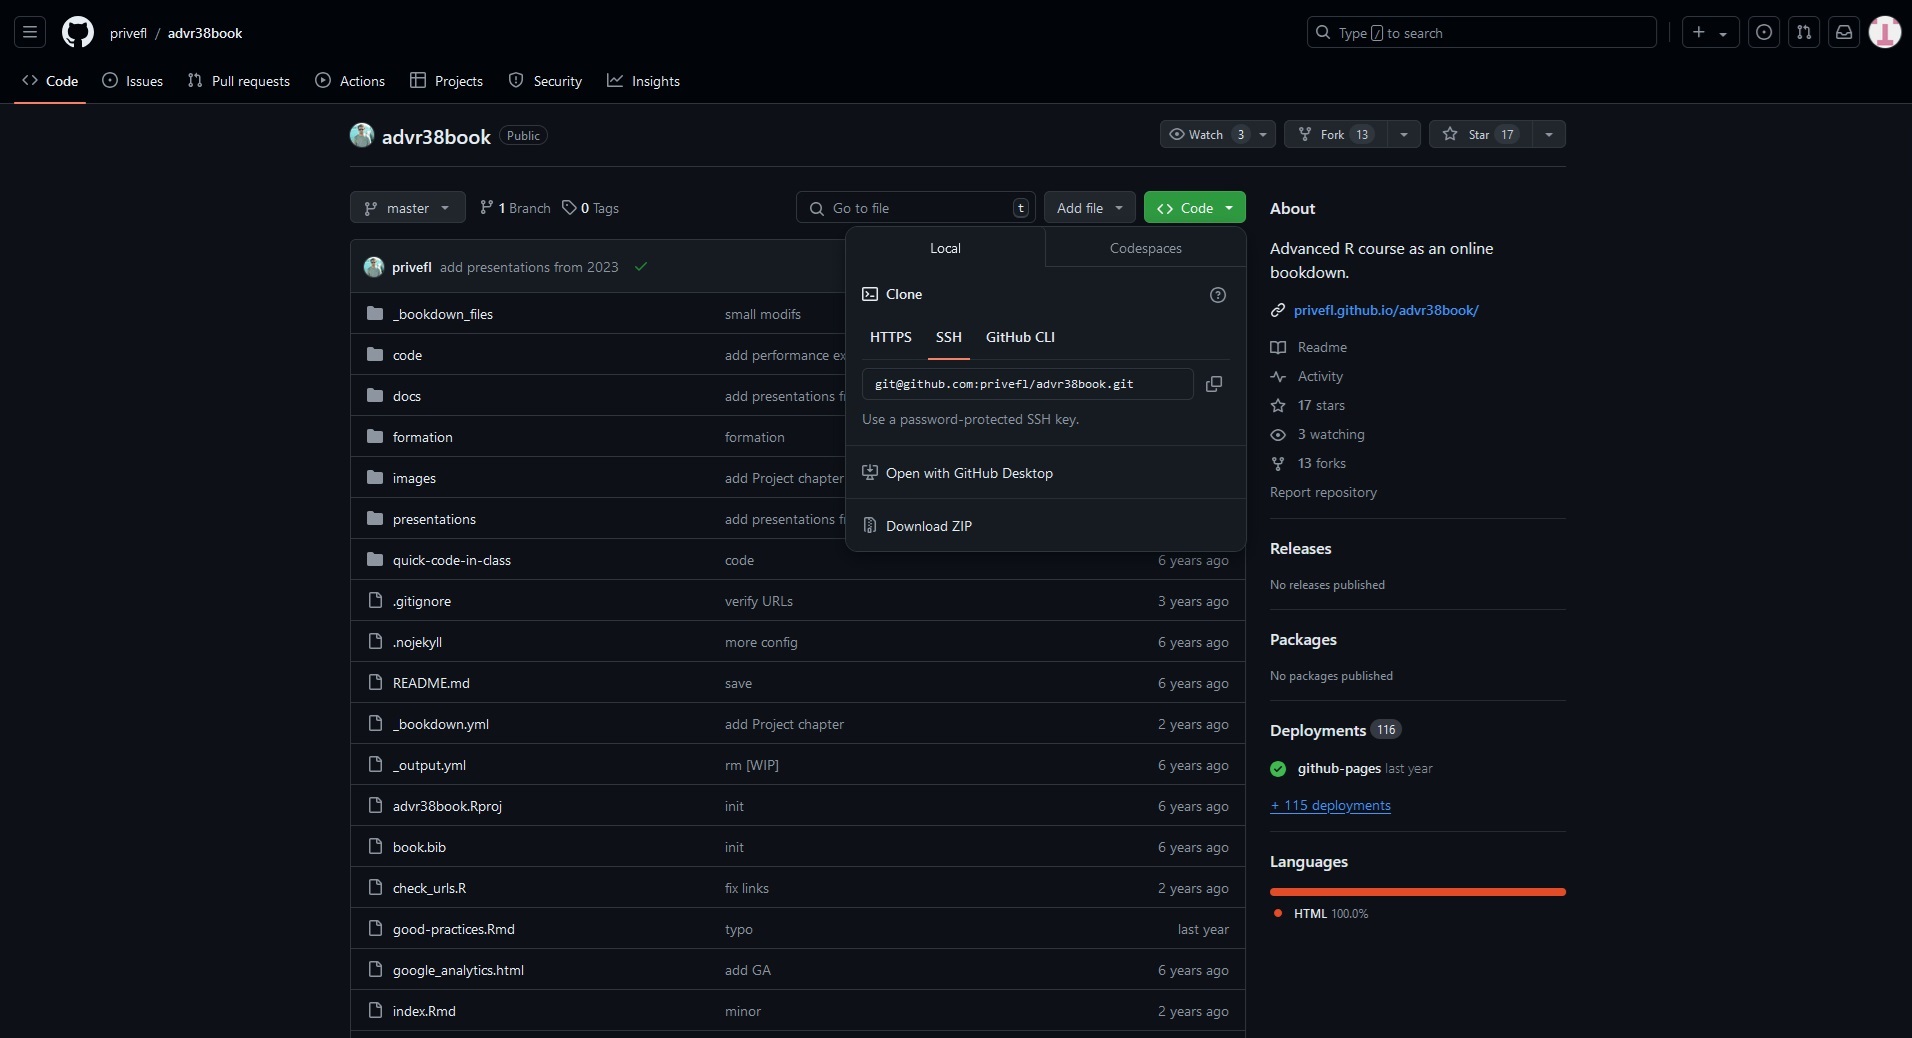 privefl / advr38book
Type / to search
Code
Issues
Pull requests
Actions
Projects
Security
Insights
advr38book Public
Watch 3
Fork 13
Star 17
master
1 Branch
0 Tags
Go to file t
Add file
Code
Local
Codespaces
Clone
HTTPS
SSH
GitHub CLI
git@github.com:privefl/advr38book.git
Use a password-protected SSH key.
Open with GitHub Desktop
Download ZIP
privefl add presentations from 2023
_bookdown_files small modifs
code add performance
docs add presentations
formation formation
images add Project chapter
presentations add presentations
quick-code-in-class code 6 years ago
.gitignore verify URLs 3 years ago
.nojekyll more config 6 years ago
README.md save 6 years ago
_bookdown.yml add Project chapter 2 years ago
_output.yml rm [WIP] 6 years ago
advr38book.Rproj init 6 years ago
book.bib init 6 years ago
check_urls.R fix links 2 years ago
good-practices.Rmd typo last year
google_analytics.html add GA 6 years ago
index.Rmd minor 2 years ago
About
Advanced R course as an online
bookdown.
privefl.github.io/advr38book/
Readme
Activity
17 stars
3 watching
13 forks
Report repository
Releases
No releases published
Packages
No packages published
Deployments 116
github-pages last year
+ 115 deployments
Languages
HTML 100.0%